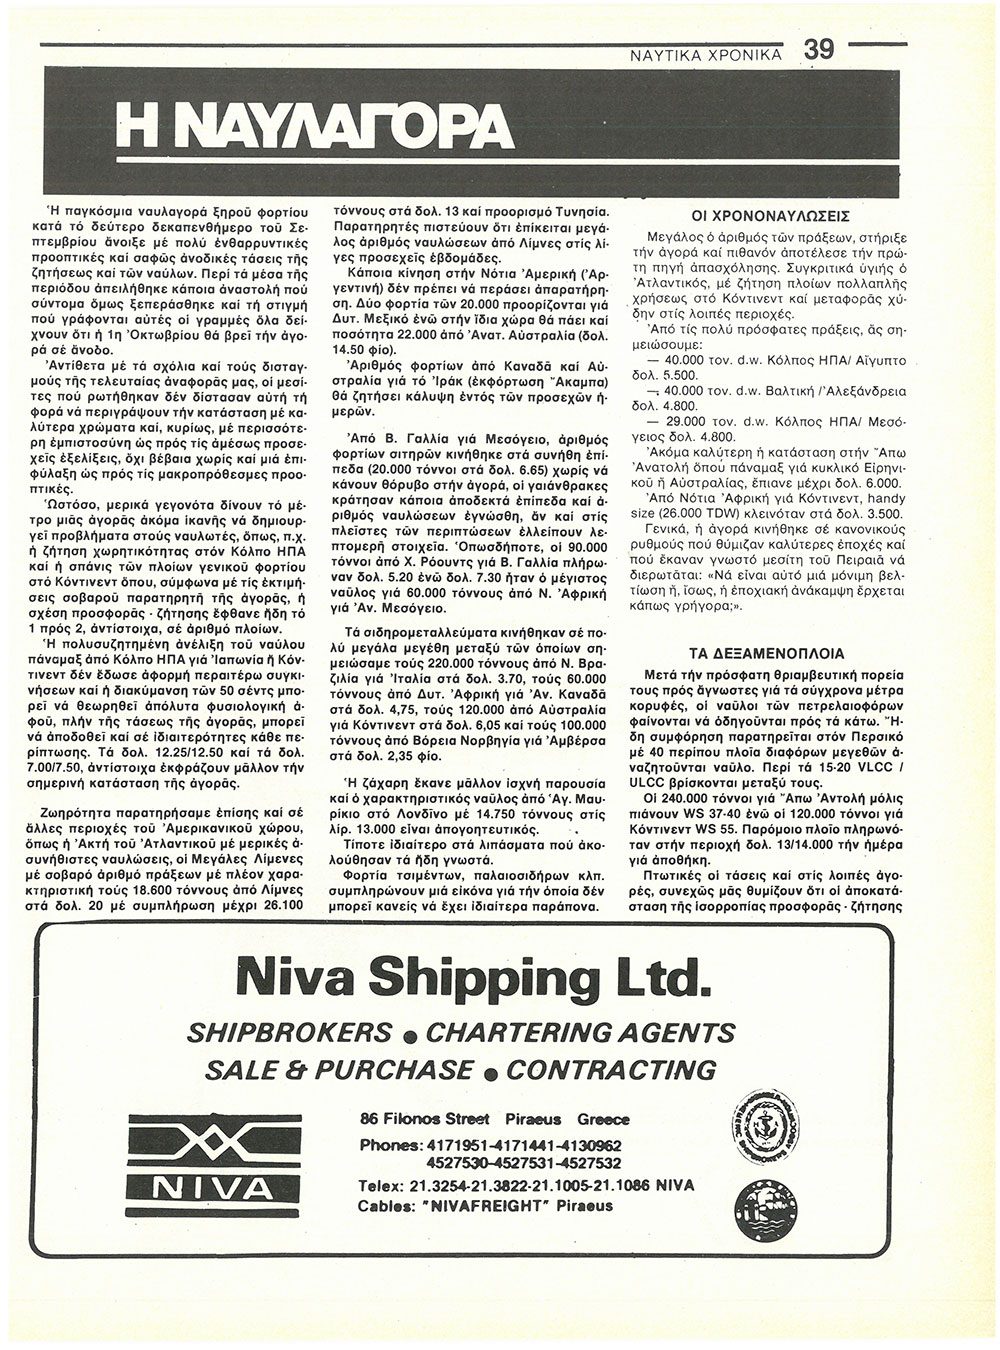 ΝΑΥΤΙΚΑ ΧΡΟΝΙΚΑ 39
Η ΝΑΥΛΑΓΟΡΑ
Ἡ παγκόσμια ναυλαγορά ξηροῦ φορτίου
κατά τό δεύτερο δεκαπενθήμερο τοῦ Σε-
πτεμβρίου ἄνοιξε μέ πολύ ἐνθαρρυντικές
προοπτικές καί σαφῶς ἀνοδικές τάσεις τῆς
ζητήσεως καί τῶν ναύλων. Περί τά μέσα τῆς
περιόδου ἀπειλήθηκε κάποια ἀναστολή πού
σύντομα ὅμως ξεπεράσθηκε καί τή στιγμή
πού γράφονται αὐτές οἱ γραμμές ὅλα δεί-
χνουν ὅτι ἡ 1η Ὀκτωβρίου θά βρεῖ τήν ἀγο-
ρά σέ ἄνοδο.
Ἀντίθετα μέ τά σχόλια καί τούς δισταγ-
μούς τῆς τελευταίας ἀναφορᾶς μας, οἱ μεσί-
τες πού ρωτήθηκαν δέν δίστασαν αὐτή τή
φορά νά περιγράψουν τήν κατάσταση μέ κα-
λύτερα χρώματα καί, κυρίως, μέ περισσότε-
ρη ἐμπιστοσύνη ὡς πρός τίς ἀμέσως προσε-
χεῖς ἐξελίξεις, ὄχι βέβαια χωρίς καί μιά ἐπι-
φύλαξη ὡς πρός τίς μακροπρόθεσμες προο-
πτικές.
Ὡστόσο, μερικά γεγονότα δίνουν τό μέ-
τρο μιᾶς ἀγορᾶς ἀκόμα ἱκανῆς νά δημιουρ-
γεῖ προβλήματα στούς ναυλωτές, ὅπως, π.χ.
ἡ ζήτηση χωρητικότητας στόν Κόλπο ΗΠΑ
καί ἡ σπάνις τῶν πλοίων γενικοῦ φορτίου
στό Κόντινεντ ὅπου, σύμφωνα μέ τίς ἐκτιμή-
σεις σοβαροῦ παρατηρητῆ τῆς ἀγορᾶς, ἡ
σχέση προσφορᾶς - ζήτησης ἔφθανε ἤδη τό
1 πρός 2, ἀντίστοιχα, σέ ἀριθμό πλοίων.
Ἡ πολυσυζητημένη ἀνέλιξη τοῦ ναύλου
πάναμαξ ἀπό Κόλπο ΗΠΑ γιά Ἰαπωνία ἤ Κόν-
τινεντ δέν ἔδωσε ἀφορμή περαιτέρω συγκι-
νήσεων καί ἡ διακύμανση τῶν 50 σέντς μπο-
ρεῖ νά θεωρηθεῖ ἀπόλυτα φυσιολογική ἀ-
φοῦ, πλήν τῆς τάσεως τῆς ἀγορᾶς, μπορεῖ
νά ἀποδοθεῖ καί σέ ἰδιαιτερότητες κάθε πε-
ρίπτωσης. Τά δολ. 12.25/12.50 καί τά δολ.
7.00/7.50, ἀντίστοιχα ἐκφράζουν μᾶλλον τήν
σημερινή κατάσταση τῆς ἀγορᾶς.
Ζωηρότητα παρατηρήσαμε ἐπίσης καί σέ
ἄλλες περιοχές τοῦ Ἀμερικανικοῦ χώρου,
ὅπως ἡ Ἀκτή τοῦ Ἀτλαντικοῦ μέ μερικές ἀ-
συνήθιστες ναυλώσεις, οἱ Μεγάλες Λίμενες
μέ σοβαρό ἀριθμό πράξεων μέ πλέον χαρα-
κτηριστική τούς 18.600 τόννους ἀπό Λίμνες
στά δολ. 20 μέ συμπλήρωση μέχρι 26.100
τόννους στά δολ. 13 καί προορισμό Τυνησία.
Παρατηρητές πιστεύουν ὅτι ἐπίκειται μεγά-
λος ἀριθμός ναυλώσεων ἀπό Λίμνες στίς λί-
γες προσεχεῖς ἑβδομάδες.
Κάποια κίνηση στήν Νότια Ἀμερική (Ἀρ-
γεντινή) δέν πρέπει νά περάσει ἀπαρατήρη-
ση. Δύο φορτία τῶν 20.000 προορίζονται γιά
Δυτ. Μεξικό ἐνῶ στήν ἴδια χώρα θά πάει καί
ποσότητα 22.000 ἀπό Ἀνατ. Αὐστραλία (δολ.
14.50 φίο).
Ἀριθμός φορτίων ἀπό Καναδᾶ καί Αὐ-
στραλία γιά τό Ἰράκ (ἐκφόρτωση Ἄκαμπα)
θά ζητήσει κάλυψη ἐντός τῶν προσεχῶν ἡ-
μερῶν.
Ἀπό Β. Γαλλία γιά Μεσόγειο, ἀριθμός
φορτίων σιτηρῶν κινήθηκε στά συνήθη ἐπί-
πεδα (20.000 τόννοι στά δολ. 6.65) χωρίς νά
κάνουν θόρυβο στήν ἀγορά, οἱ γαιάνθρακες
κράτησαν κάποια ἀποδεκτά ἐπίπεδα καί ἀ-
ριθμός ναυλώσεων ἐγνώσθη, ἄν καί στίς
πλεῖστες τῶν περιπτώσεων ἐλλείπουν λε-
πτομερῆ στοιχεῖα. Ὁπωσδήποτε, οἱ 90.000
τόννοι ἀπό Χ. Ρόουντς γιά Β. Γαλλία πλήρω-
ναν δολ. 5.20 ἐνῶ δολ. 7.30 ἦταν ὁ μέγιστος
ναῦλος γιά 60.000 τόννους ἀπό Ν. Ἀφρική
γιά Ἀν. Μεσόγειο.
Τά σιδηρομεταλλεύματα κινήθηκαν σέ πο-
λύ μεγάλα μεγέθη μεταξύ τῶν ὁποίων ση-
μειώσαμε τούς 220.000 τόννους ἀπό Ν. Βρα-
ζιλία γιά Ἰταλία στά δολ. 3.70, τούς 60.000
τόννους ἀπό Δυτ. Ἀφρική γιά Ἀν. Καναδᾶ
στά δολ. 4,75, τούς 120.000 ἀπό Αὐστραλία
γιά Κόντινεντ στά δολ. 6,05 καί τούς 100.000
τόννους ἀπό Βόρεια Νορβηγία γιά Ἀμβέρσα
στά δολ. 2,35 φίο.
Ἡ ζάχαρη ἔκανε μᾶλλον ἰσχνή παρουσία
καί ὁ χαρακτηριστικός ναῦλος ἀπό Ἁγ. Μαυ-
ρίκιο στό Λονδίνο μέ 14.750 τόννους στίς
λίρ. 13.000 εἶναι ἀπογοητευτικός.
Τίποτε ἰδιαίτερο στά λιπάσματα πού ἀκο-
λούθησαν τά ἤδη γνωστά.
Φορτία τσιμέντων, παλαιοσιδήρων κλπ.
συμπληρώνουν μιά εἰκόνα γιά τήν ὁποία δέν
μπορεῖ κανείς νά ἔχει ἰδιαίτερα παράπονα.
ΟΙ ΧΡΟΝΟΝΑΥΛΩΣΕΙΣ
Μεγάλος ὁ ἀριθμός τῶν πράξεων, στήριξε
τήν ἀγορά καί πιθανόν ἀποτέλεσε τήν πρώ-
τη πηγή ἀπασχόλησης. Συγκριτικά ὑγιής ὁ
Ἀτλαντικός, μέ ζήτηση πλοίων πολλαπλῆς
χρήσεως στό Κόντινεντ καί μεταφορᾶς χύ-
δην στίς λοιπές περιοχές.
Ἀπό τίς πολύ πρόσφατες πράξεις, ἄς ση-
μειώσουμε:
— 40.000 τον. d.w. Κόλπος ΗΠΑ/ Αἴγυπτο
δολ. 5.500.
— 40.000 τον. d.w. Βαλτική /Ἀλεξάνδρεια
δολ. 4.800.
— 29.000 τον. d.w. Κόλπος ΗΠΑ/ Μεσό-
γειος δολ. 4.800.
Ἀκόμα καλύτερη ἡ κατάσταση στήν Ἄπω
Ἀνατολή ὅπου πάναμαξ γιά κυκλικό Εἰρηνι-
κοῦ ἤ Αὐστραλίας, ἔπιανε μέχρι δολ. 6.000.
Ἀπό Νότια Ἀφρική γιά Κόντινεντ, handy
size (26.000 TDW) κλεινόταν στά δολ. 3.500.
Γενικά, ἡ ἀγορά κινήθηκε σέ κανονικούς
ρυθμούς πού θύμιζαν καλύτερες ἐποχές καί
πού ἔκαναν γνωστό μεσίτη τοῦ Πειραιᾶ νά
διερωτᾶται: «Νά εἶναι αὐτό μιά μόνιμη βελ-
τίωση ἤ, ἴσως, ἡ ἐποχιακή ἀνάκαμψη ἔρχεται
κάπως γρήγορα;».
ΤΑ ΔΕΞΑΜΕΝΟΠΛΟΙΑ
Μετά τήν πρόσφατη θριαμβευτική πορεία
τους πρός ἄγνωστες γιά τά σύγχρονα μέτρα
κορυφές, οἱ ναῦλοι τῶν πετρελαιοφόρων
φαίνονται νά ὁδηγοῦνται πρός τά κάτω. Ἤ-
δη συμφόρηση παρατηρεῖται στόν Περσικό
μέ 40 περίπου πλοῖα διαφόρων μεγεθῶν ἀ-
ναζητοῦνται ναῦλο. Περί τά 15-20 VLCC /
ULCC βρίσκονται μεταξύ τους.
Οἱ 240.000 τόννοι γιά Ἄπω Ἀντολή μόλις
πιάνουν WS 37-40 ἐνῶ οἱ 120.000 τόννοι γιά
Κόντινεντ WS 55. Παρόμοιο πλοῖο πληρωνό-
ταν στήν περιοχή δολ. 13/14.000 τήν ἡμέρα
γιά ἀποθήκη.
Πτωτικές οἱ τάσεις καί στίς λοιπές ἀγο-
ρές, συνεχῶς μᾶς θυμίζουν ὅτι οἱ ἀποκατά-
σταση τῆς ἰσορροπίας προσφορᾶς - ζήτησης
Niva Shipping Ltd.
SHIPBROKERS ● CHARTERING AGENTS
SALE & PURCHASE ● CONTRACTING
86 Filonos Street Piraeus Greece
Phones: 4171951-4171441-4130962
4527530-4527531-4527532
Telex: 21.3254-21.3822-21.1005-21.1086 NIVA
Cables: "NIVAFREIGHT" Piraeus
NIVA